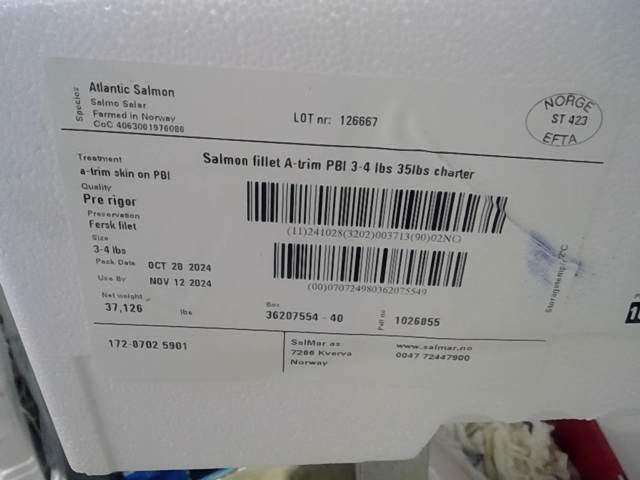 Species
Atlantic Salmon
Salmo Salar
Farmed in Norway
CoC 4063061976086
LOT nr: 126667
NORGE
ST 423
EFTA
Treatment
a-trim skin on PBI
Salmon fillet A-trim PBI 3-4 lbs 35lbs charter
Quality
Pre rigor
Preservation
Fersk filet
(11)241028(3202)003713(90)02NO
Size
3-4 lbs
Pack Date OCT 28 2024
Use By NOV 12 2024
(00)070724980362075549
Net weight
37,126 lbs
Box
36207554 - 40
Pall nr 1026855
172-8702 5901
SalMar as
7266 Kverva
Norway
www.salmar.no
0047 72447900